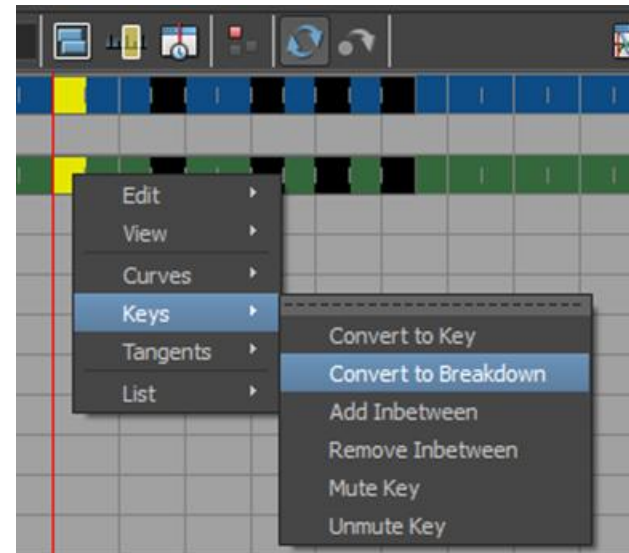 Edit
View
Curves
Keys
Tangents
List
Convert to Key
Convert to Breakdown
Add Inbetween
Remove Inbetween
Mute Key
Unmute Key